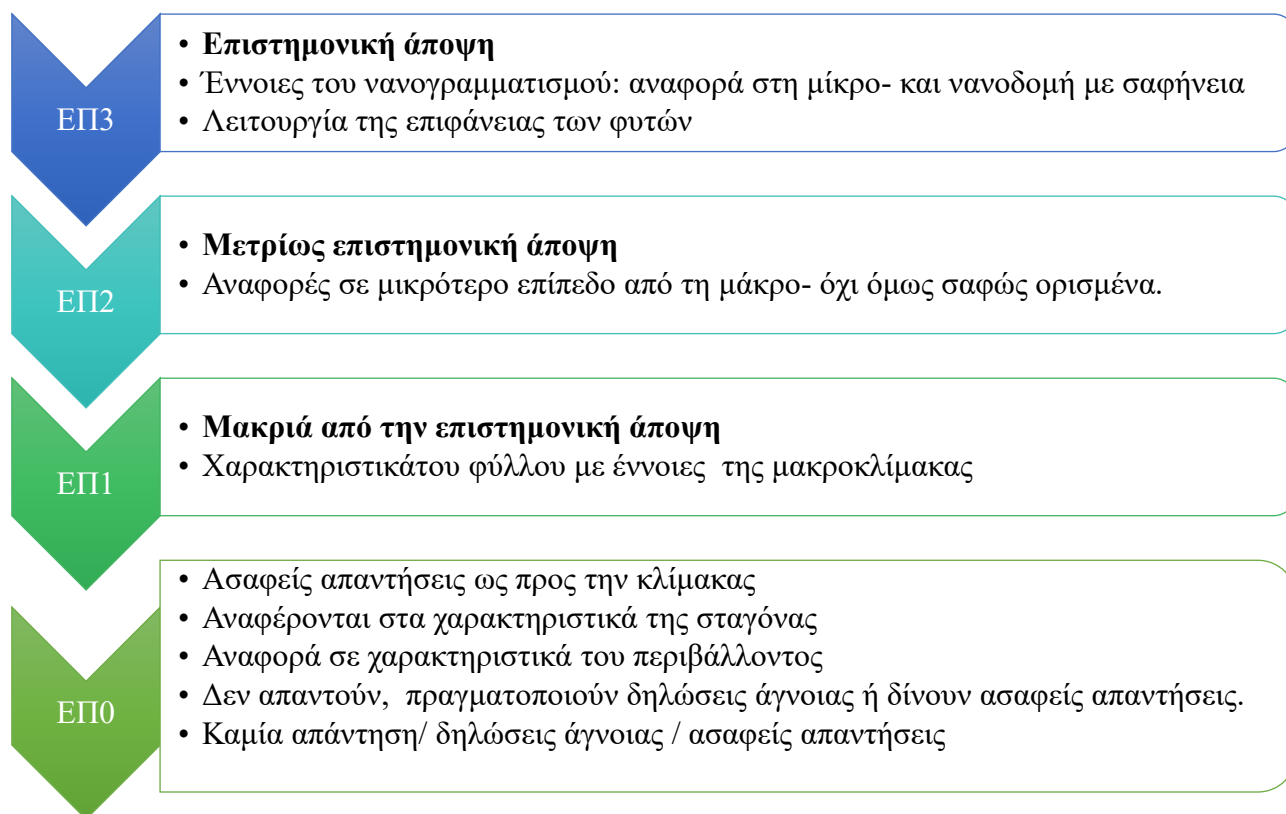 ΕΠ3
• Επιστημονική άποψη
• Έννοιες του νανογραμματισμού: αναφορά στη μίκρο- και νανοδομή με σαφήνεια
• Λειτουργία της επιφάνειας των φυτών
ΕΠ2
• Μετρίως επιστημονική άποψη
• Αναφορές σε μικρότερο επίπεδο από τη μάκρο- όχι όμως σαφώς ορισμένα.
ΕΠ1
• Μακριά από την επιστημονική άποψη
• Χαρακτηριστικάτου φύλλου με έννοιες της μακροκλίμακας
ΕΠ0
• Ασαφείς απαντήσεις ως προς την κλίμακας
• Αναφέρονται στα χαρακτηριστικά της σταγόνας
• Αναφορά σε χαρακτηριστικά του περιβάλλοντος
• Δεν απαντούν, πραγματοποιούν δηλώσεις άγνοιας ή δίνουν ασαφείς απαντήσεις.
• Καμία απάντηση/ δηλώσεις άγνοιας / ασαφείς απαντήσεις